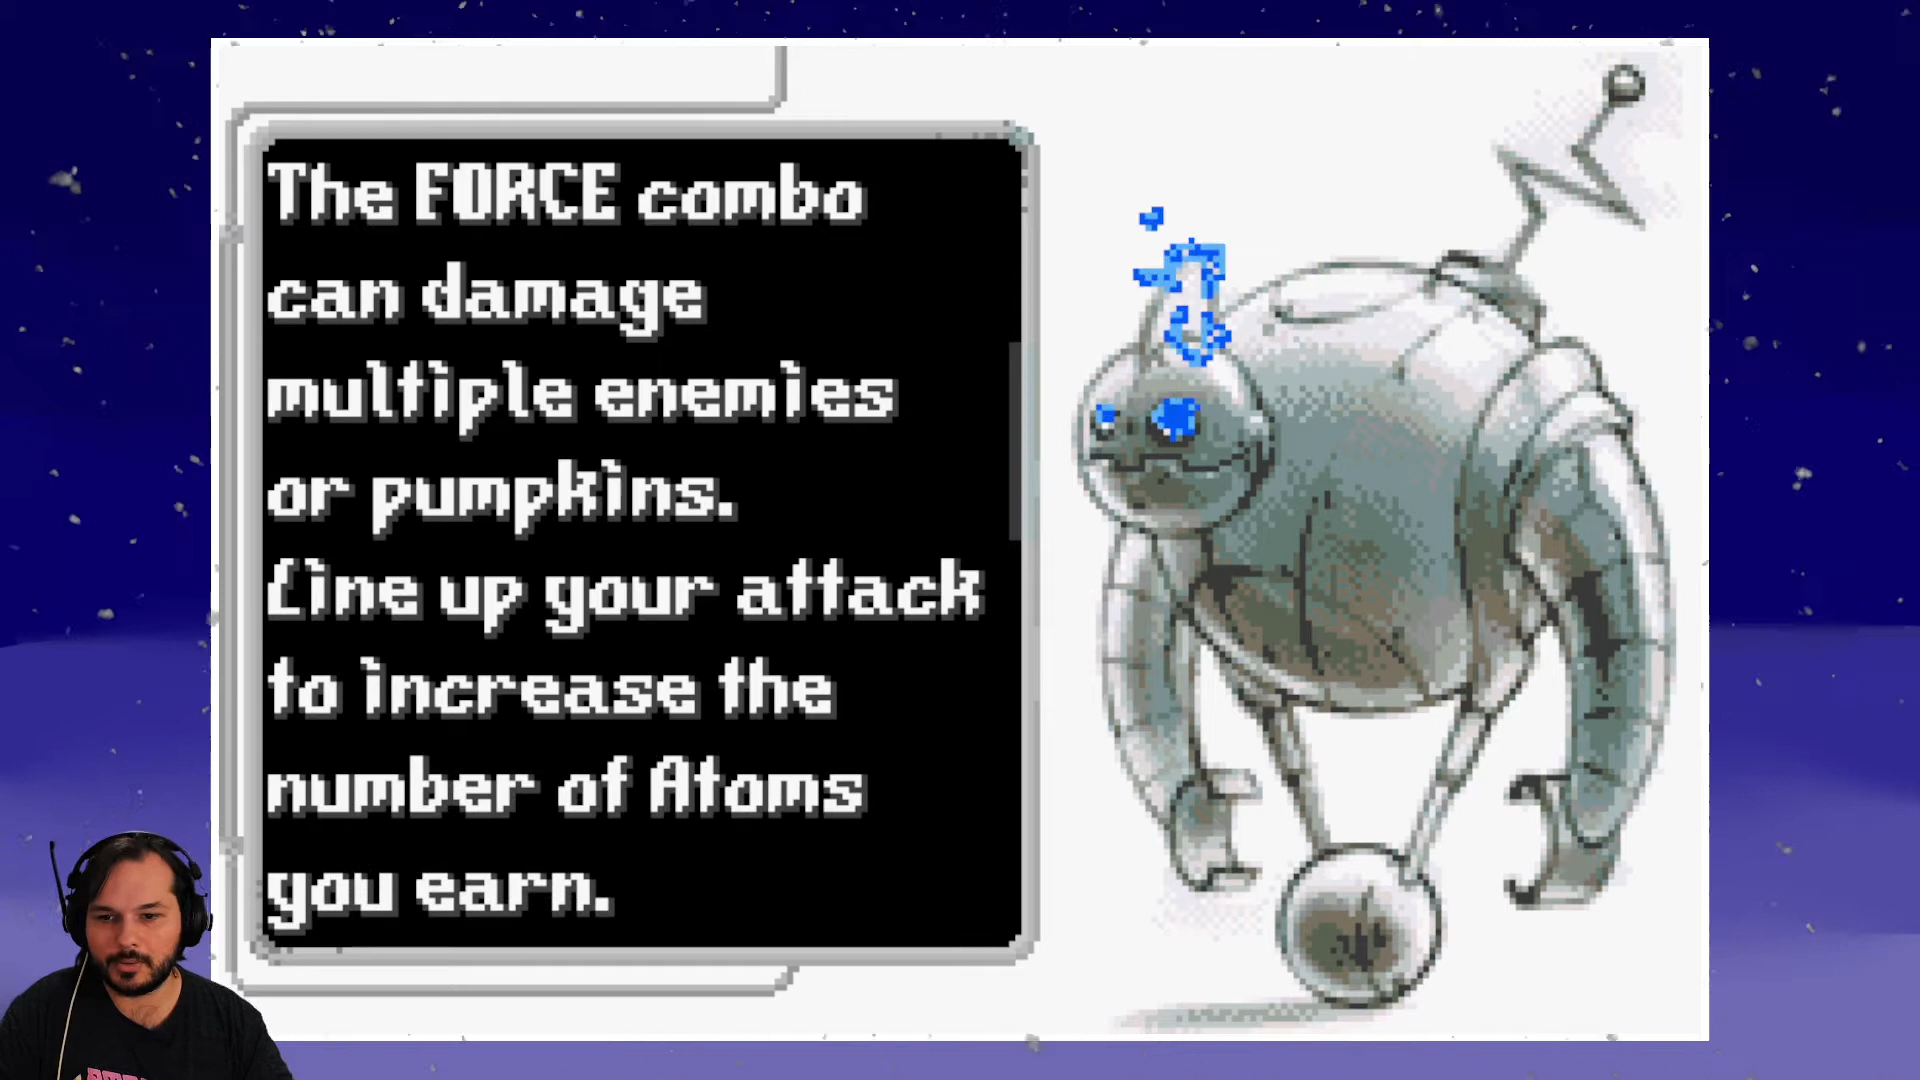 The FORCE combo
can damage
multiple enemies
or pumpkins.
Line up your attack
to increase the
number of Atoms
you earn.